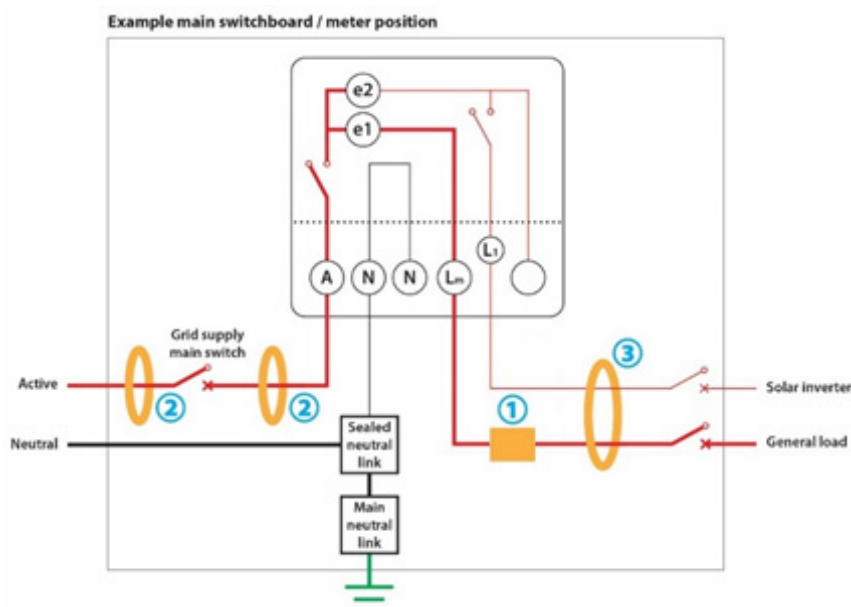 Example main switchboard / meter position
e2
e1
L1
A
N
N
Lm
Grid supply
main switch
③
Active
②
②
Solar inverter
①
Neutral
Sealed
neutral
link
General load
Main
neutral
link